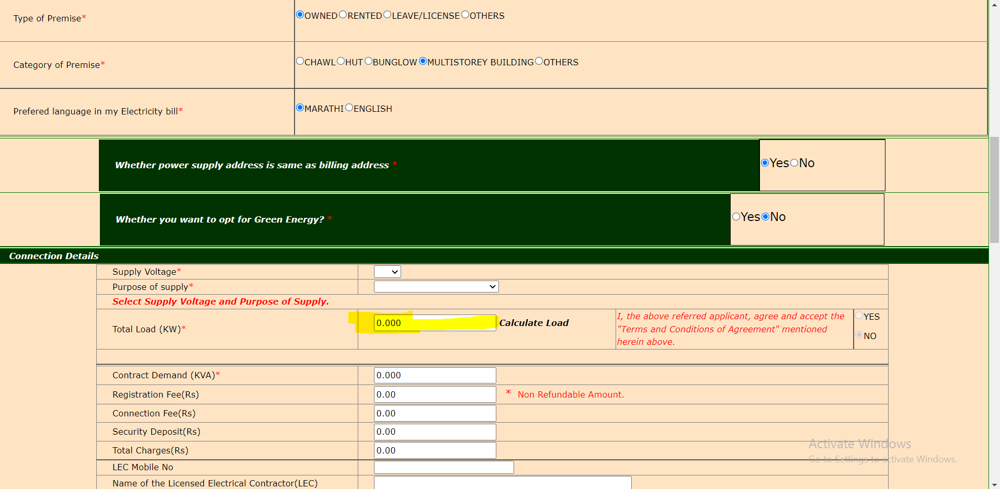 Type of Premise* OWNED RENTED LEAVE/LICENSE OTHERS
Category of Premise* CHAWL HUT BUNGLOW MULTISTOREY BUILDING OTHERS
Prefered language in my Electricity bill* MARATHI ENGLISH
Whether power supply address is same as billing address * Yes No
Whether you want to opt for Green Energy? * Yes No
Connection Details
Supply Voltage*
Purpose of supply*
Select Supply Voltage and Purpose of Supply.
Total Load (KW)* 0.000 Calculate Load
I, the above referred applicant, agree and accept the
"Terms and Conditions of Agreement" mentioned
herein above.
YES
NO
Contract Demand (KVA)* 0.000
Registration Fee(Rs) 0.00 * Non Refundable Amount.
Connection Fee(Rs) 0.00
Security Deposit(Rs) 0.00
Total Charges(Rs) 0.00
LEC Mobile No
Name of the Licensed Electrical Contractor(LEC)
Activate Windows
Go to Settings to activate Windows.